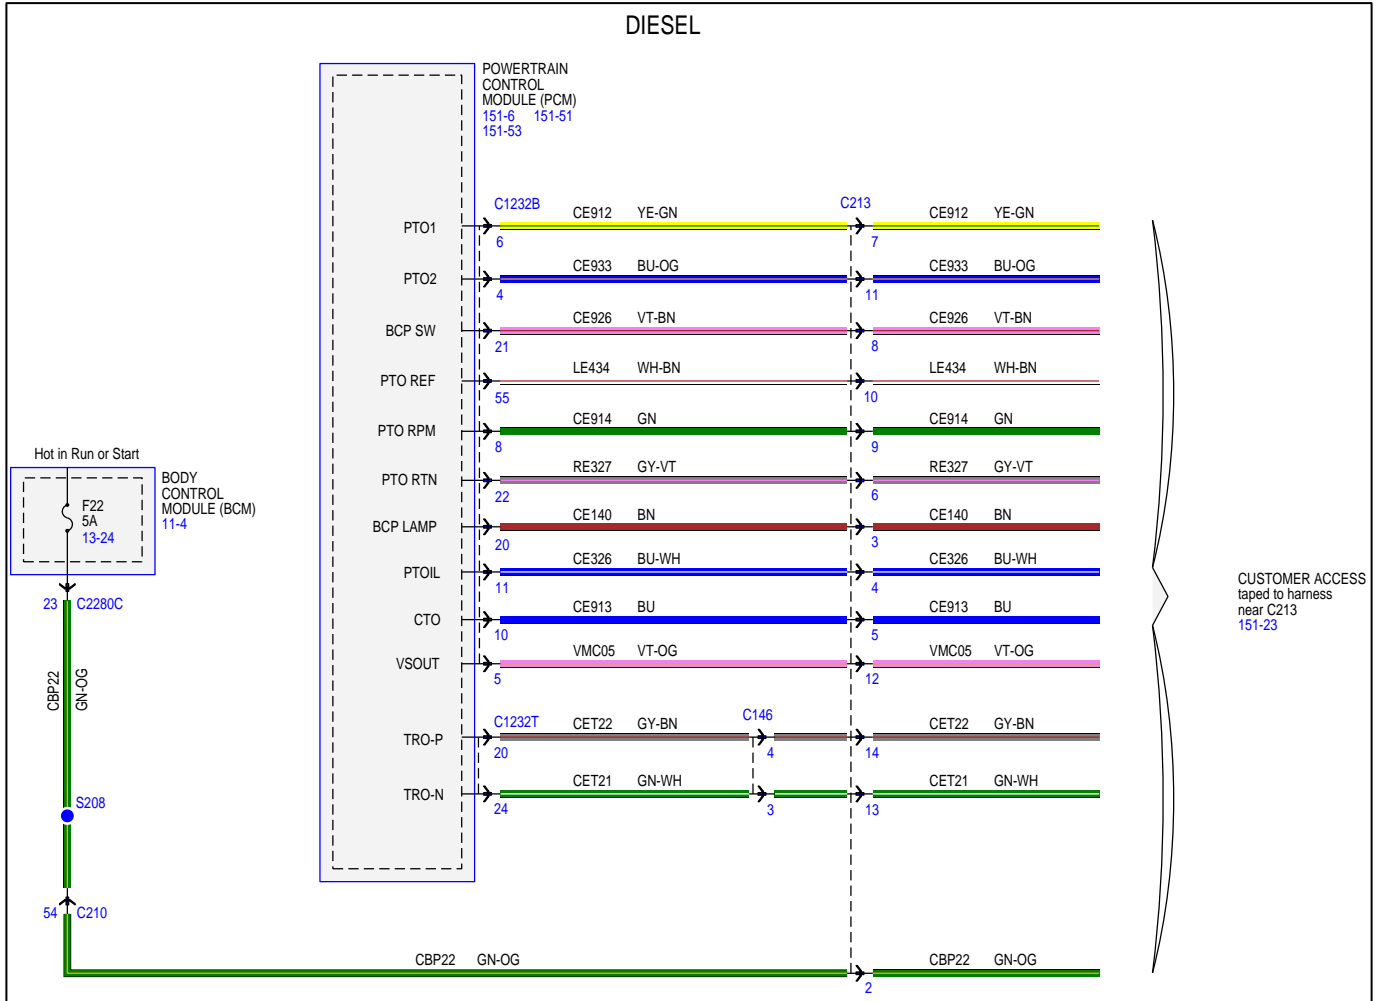 DIESEL
POWERTRAIN
CONTROL
MODULE (PCM)
151-6 151-51
151-53
C1232B C213
PTO1 CE912 YE-GN CE912 YE-GN
6 7
PTO2 CE933 BU-OG CE933 BU-OG
4 11
BCP SW CE926 VT-BN CE926 VT-BN
21 8
PTO REF LE434 WH-BN LE434 WH-BN
55 10
PTO RPM CE914 GN CE914 GN
8 9
PTO RTN RE327 GY-VT RE327 GY-VT
22 6
BCP LAMP CE140 BN CE140 BN
20 3
PTOIL CE326 BU-WH CE326 BU-WH
11 4
CTO CE913 BU CE913 BU
10 5
VSOUT VMC05 VT-OG VMC05 VT-OG
5 12
C1232T C146
TRO-P CET22 GY-BN CET22 GY-BN
20 4 14
TRO-N CET21 GN-WH CET21 GN-WH
24 3 13
Hot in Run or Start
BODY
CONTROL
MODULE (BCM)
11-4
F22
5A
13-24
23 C2280C
CBP22
GN-OG
S208
54 C210
CBP22 GN-OG CBP22 GN-OG
2
CUSTOMER ACCESS
taped to harness
near C213
151-23